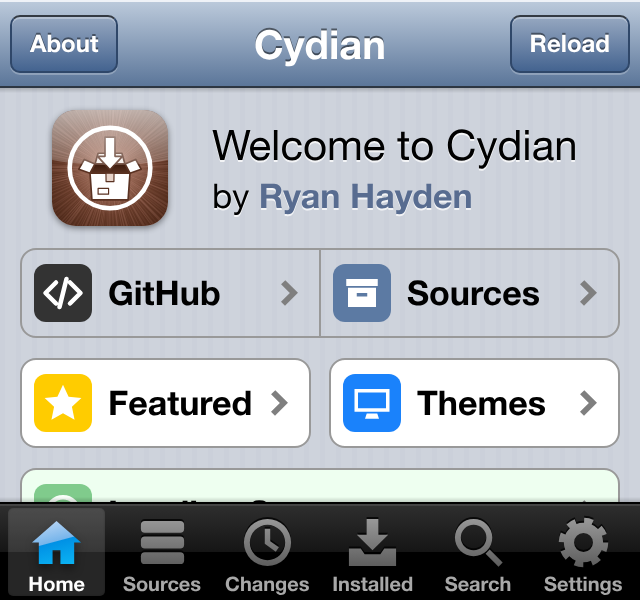 About
Cydian
Reload
Welcome to Cydian
by Ryan Hayden
GitHub
Sources
Featured
Themes
Home
Sources
Changes
Installed
Search
Settings